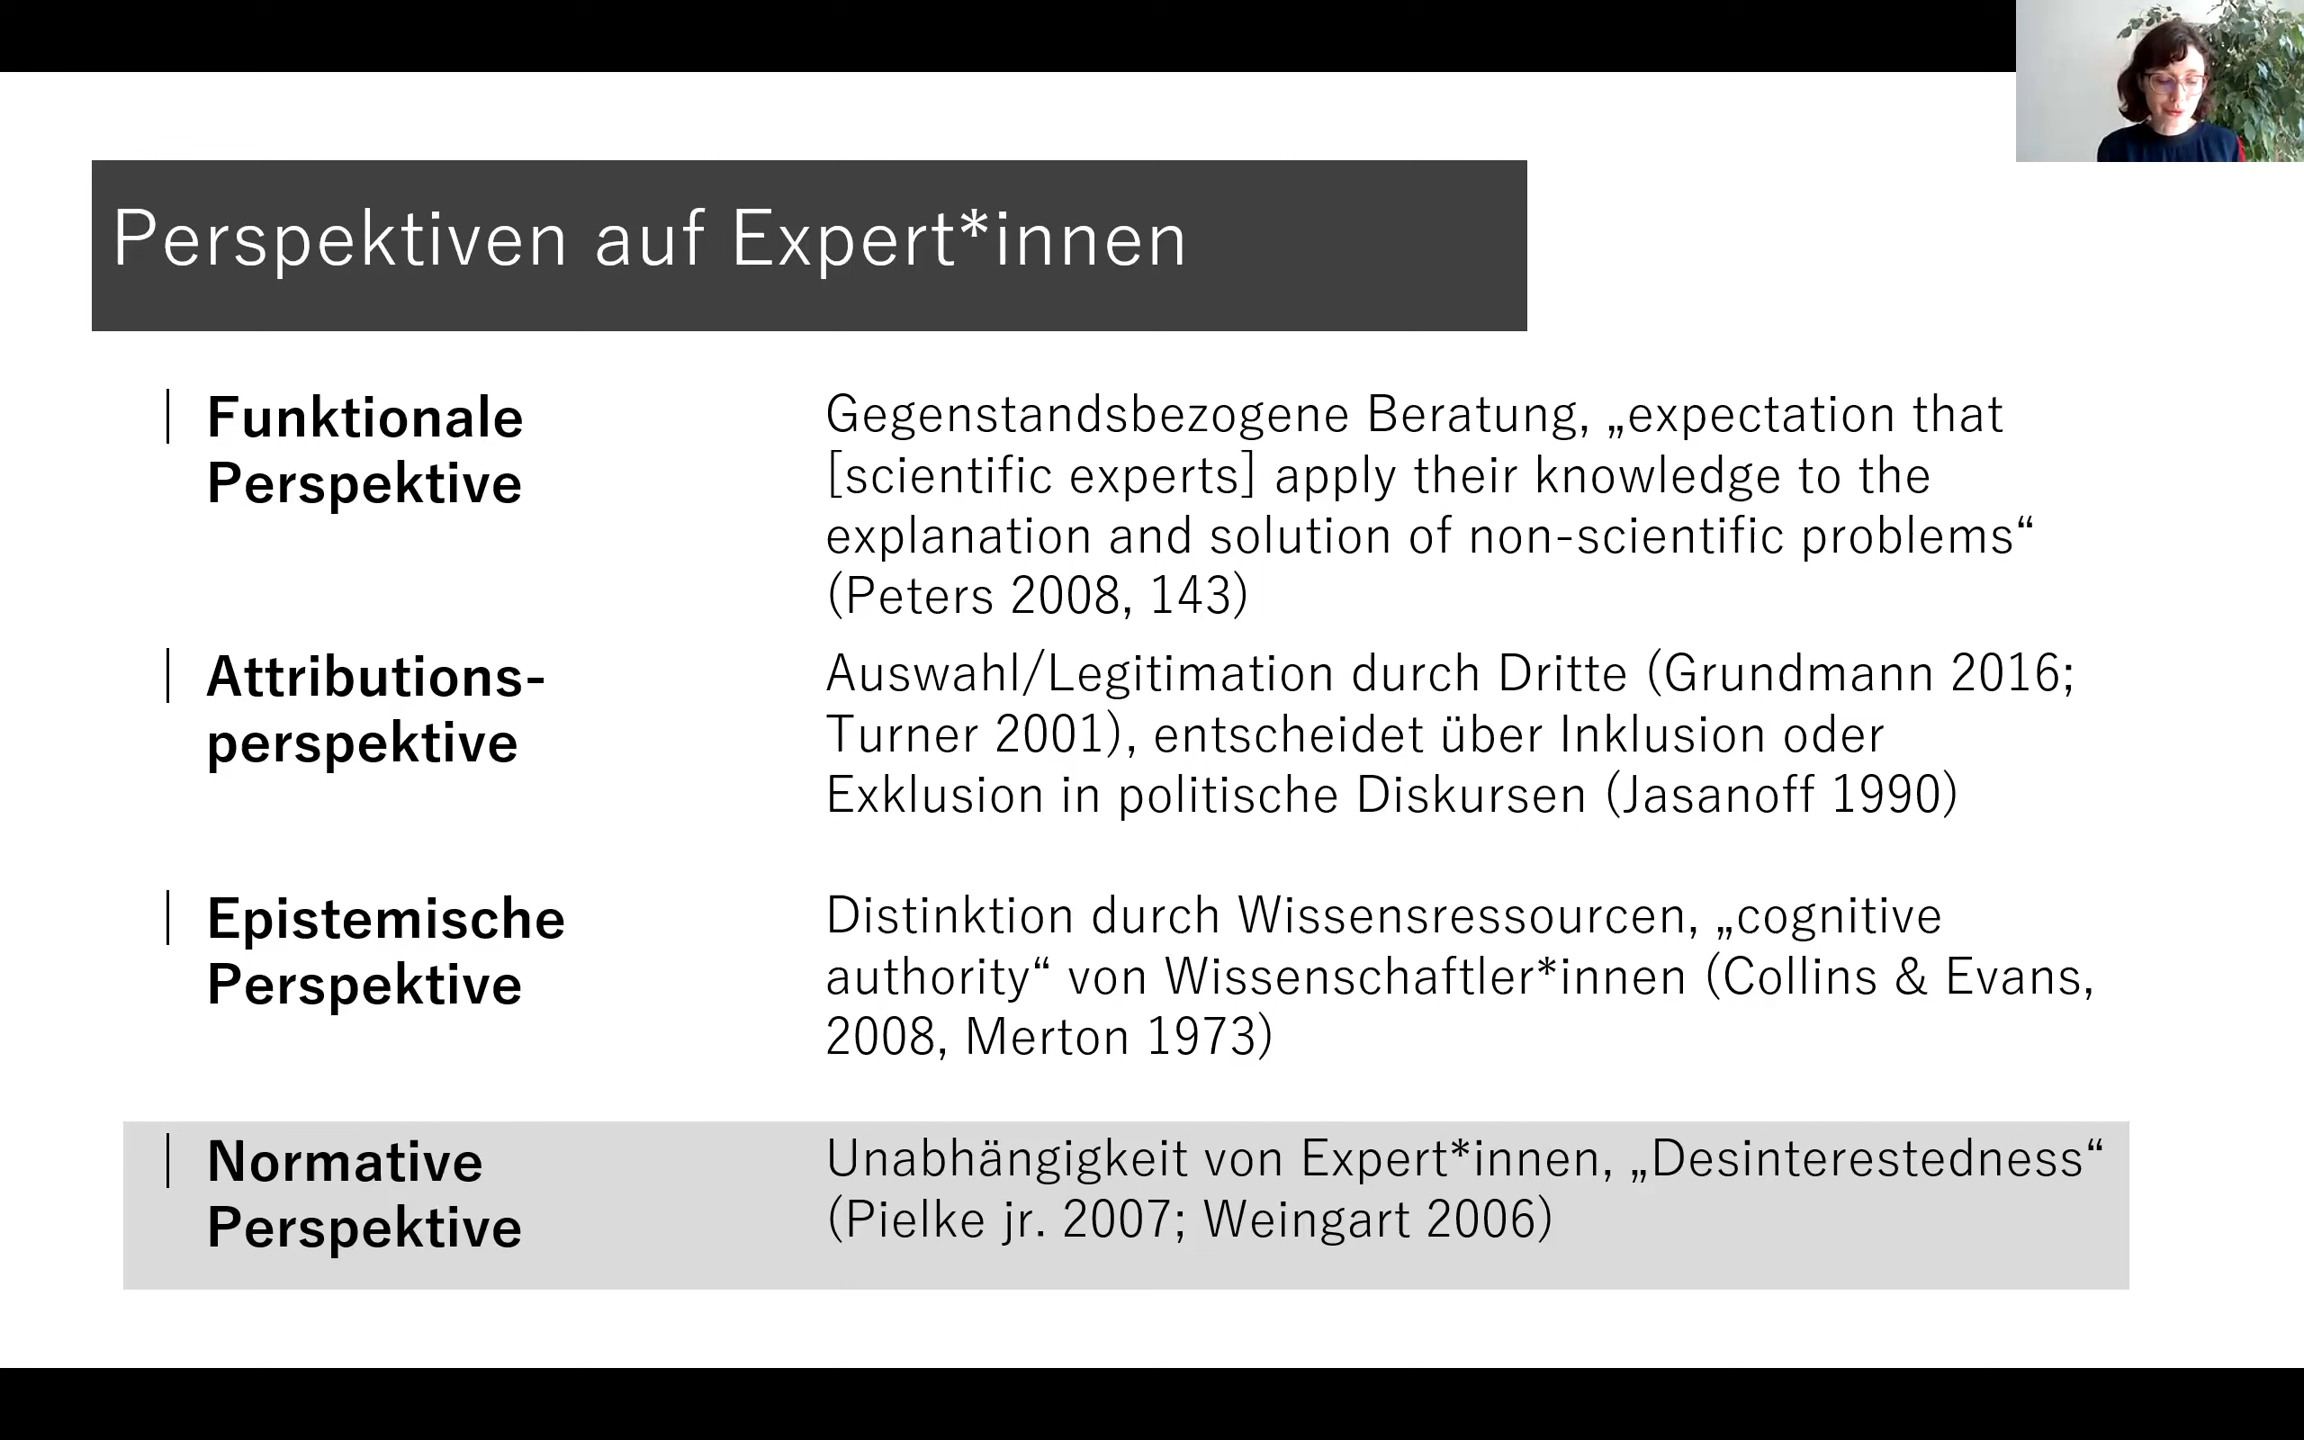 Perspektiven auf Expert*innen
Funktionale
Perspektive
Gegenstandsbezogene Beratung, „expectation that
[scientific experts] apply their knowledge to the
explanation and solution of non-scientific problems“
(Peters 2008, 143)
Attributions-
perspektive
Auswahl/Legitimation durch Dritte (Grundmann 2016;
Turner 2001), entscheidet über Inklusion oder
Exklusion in politische Diskursen (Jasanoff 1990)
Epistemische
Perspektive
Distinktion durch Wissensressourcen, „cognitive
authority“ von Wissenschaftler*innen (Collins & Evans,
2008, Merton 1973)
Normative
Perspektive
Unabhängigkeit von Expert*innen, „Desinterestedness“
(Pielke jr. 2007; Weingart 2006)